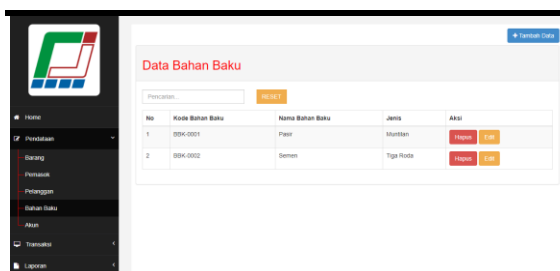 + Tambah Data
Data Bahan Baku
Pencarian...
RESET
No Kode Bahan Baku Nama Bahan Baku Jenis Aksi
1 BBK-0001 Pasir Muntilan Hapus Edit
2 BBK-0002 Semen Tiga Roda Hapus Edit
Home
Pendataan
Barang
Pemasok
Pelanggan
Bahan Baku
Akun
Transaksi
Laporan